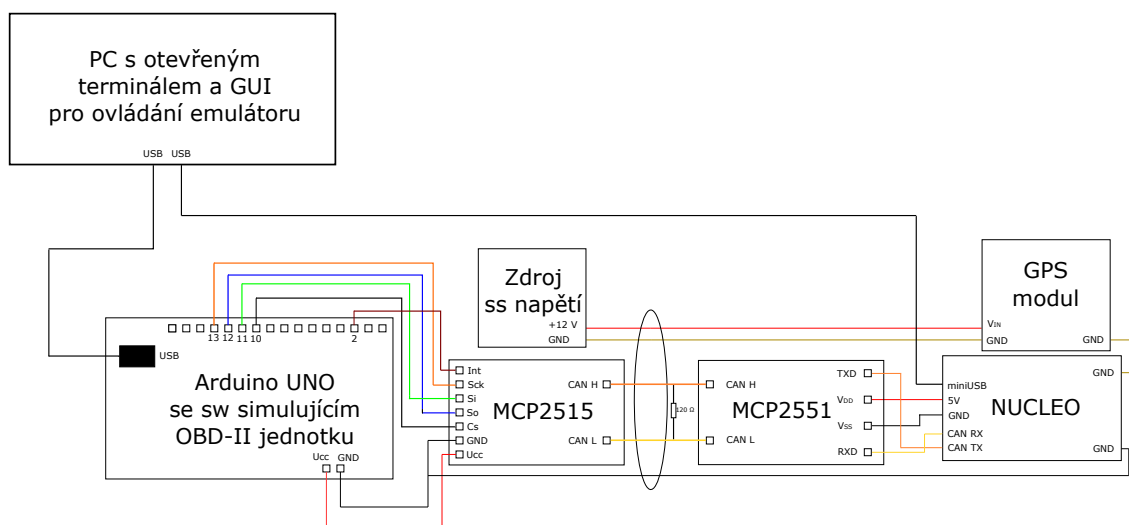 PC s otevřeným
terminálem a GUI
pro ovládání emulátoru
USB USB
Zdroj
ss napětí
+12 V
GND
GPS
modul
VIN
GND
GND
13 12 11 10 2
USB
Arduino UNO
se sw simulujícím
OBD-II jednotku
Ucc GND
Int
Sck
Si
So
Cs
GND
Ucc
MCP2515
CAN H
CAN L
120 Ω
CAN H
CAN L
MCP2551
TXD
VDD
VSS
RXD
miniUSB
5V
GND
CAN RX
CAN TX
NUCLEO
GND
GND